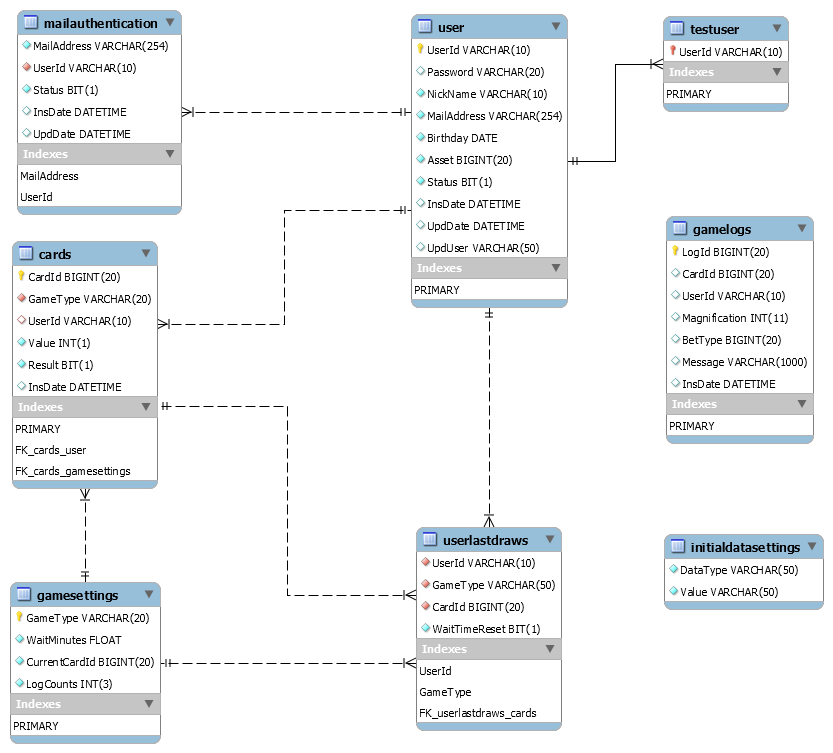 mailauthentication
MailAddress VARCHAR(254)
UserId VARCHAR(10)
Status BIT(1)
InsDate DATETIME
UpdDate DATETIME
Indexes
MailAddress
UserId
user
UserId VARCHAR(10)
Password VARCHAR(20)
NickName VARCHAR(10)
MailAddress VARCHAR(254)
Birthday DATE
Asset BIGINT(20)
Status BIT(1)
InsDate DATETIME
UpdDate DATETIME
UpdUser VARCHAR(50)
Indexes
PRIMARY
testuser
UserId VARCHAR(10)
Indexes
PRIMARY
cards
CardId BIGINT(20)
GameType VARCHAR(20)
UserId VARCHAR(10)
Value INT(1)
Result BIT(1)
InsDate DATETIME
Indexes
PRIMARY
FK_cards_user
FK_cards_gamesettings
gamelogs
LogId BIGINT(20)
CardId BIGINT(20)
UserId VARCHAR(10)
Magnification INT(11)
BetType BIGINT(20)
Message VARCHAR(1000)
InsDate DATETIME
Indexes
PRIMARY
gamesettings
GameType VARCHAR(20)
WaitMinutes FLOAT
CurrentCardId BIGINT(20)
LogCounts INT(3)
Indexes
PRIMARY
userlastdraws
UserId VARCHAR(10)
GameType VARCHAR(50)
CardId BIGINT(20)
WaitTimeReset BIT(1)
Indexes
UserId
GameType
FK_userlastdraws_cards
initialdatasettings
DataType VARCHAR(50)
Value VARCHAR(50)